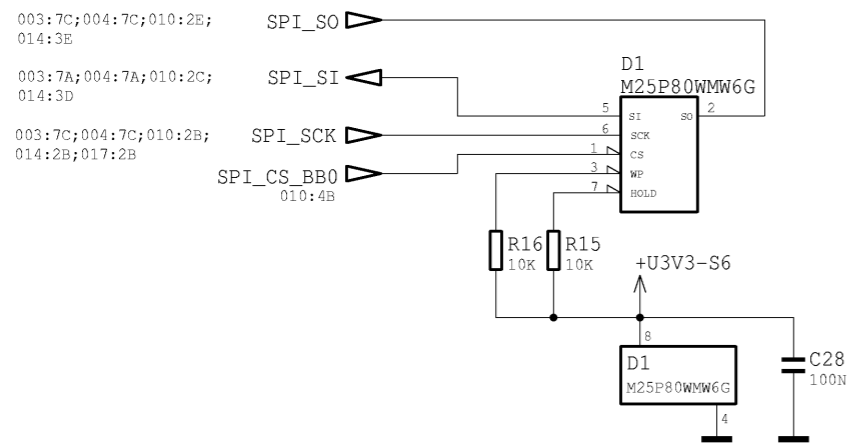 003:7C;004:7C;010:2E;
014:3E
SPI_SO
003:7A;004:7A;010:2C;
014:3D
SPI_SI
003:7C;004:7C;010:2B;
014:2B;017:2B
SPI_SCK
SPI_CS_BB0
010:4B
D1
M25P80WMW6G
5 SI
SO 2
6 SCK
1 CS
3 WP
7 HOLD
R16
10K
R15
10K
+U3V3-S6
8
D1
M25P80WMW6G
4
C28
100N